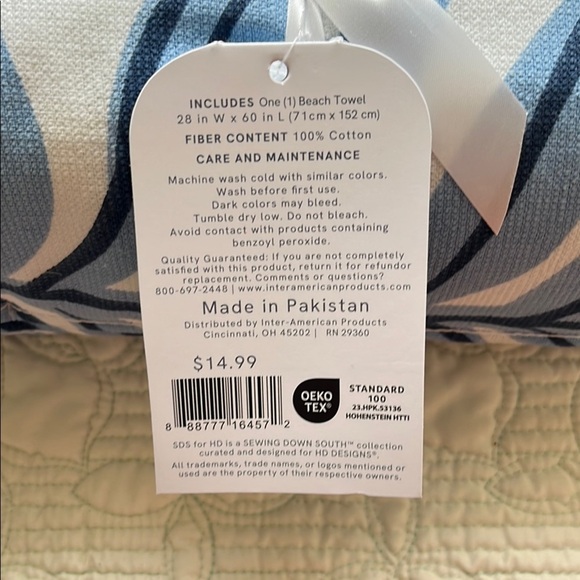 INCLUDES One (1) Beach Towel
28 in W x 60 in L (71cm x 152 cm)
FIBER CONTENT 100% Cotton
CARE AND MAINTENANCE
Machine wash cold with similar colors.
Wash before first use.
Dark colors may bleed.
Tumble dry low. Do not bleach.
Avoid contact with products containing
benzoyl peroxide.
Quality Guaranteed: If you are not completely
satisfied with this product, return it for refundor
replacement. Comments or questions?
800-697-2448 | www.interamericanproducts.com
Made in Pakistan
Distributed by Inter-American Products
Cincinnati, OH 45202 | RN 29360
$14.99
8 88777 16457 2
OEKO
TEX®
STANDARD
100
23.HPK.53136
HOHENSTEIN HTTI
SDS for HD is a SEWING DOWN SOUTH™ collection
curated and designed for HD DESIGNS®.
All trademarks, trade names, or logos mentioned or
used are the property of their respective owners.